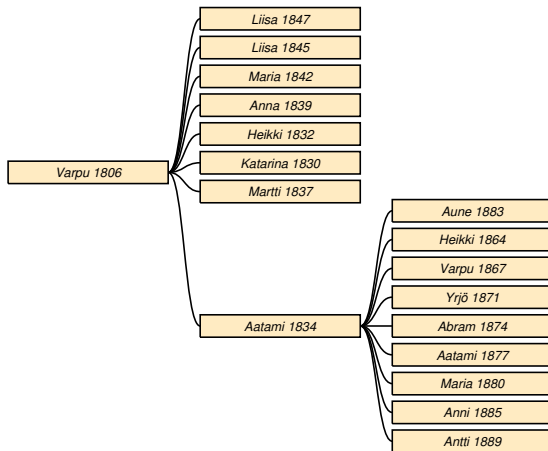 Liisa 1847
Liisa 1845
Maria 1842
Anna 1839
Heikki 1832
Varpu 1806
Katarina 1830
Martti 1837
Aune 1883
Heikki 1864
Varpu 1867
Yrjö 1871
Aatami 1834
Abram 1874
Aatami 1877
Maria 1880
Anni 1885
Antti 1889